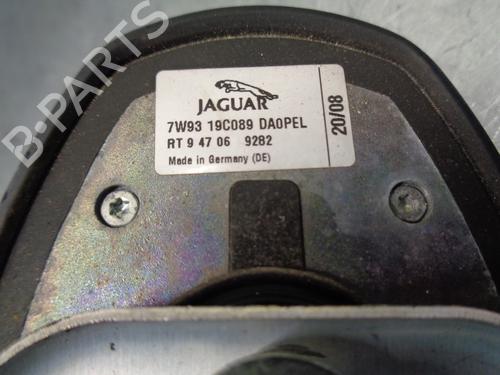 B-PARTS
JAGUAR
7W93 19C089 DA0PEL
RT 9 47 06 9282
Made in Germany (DE)
20/08